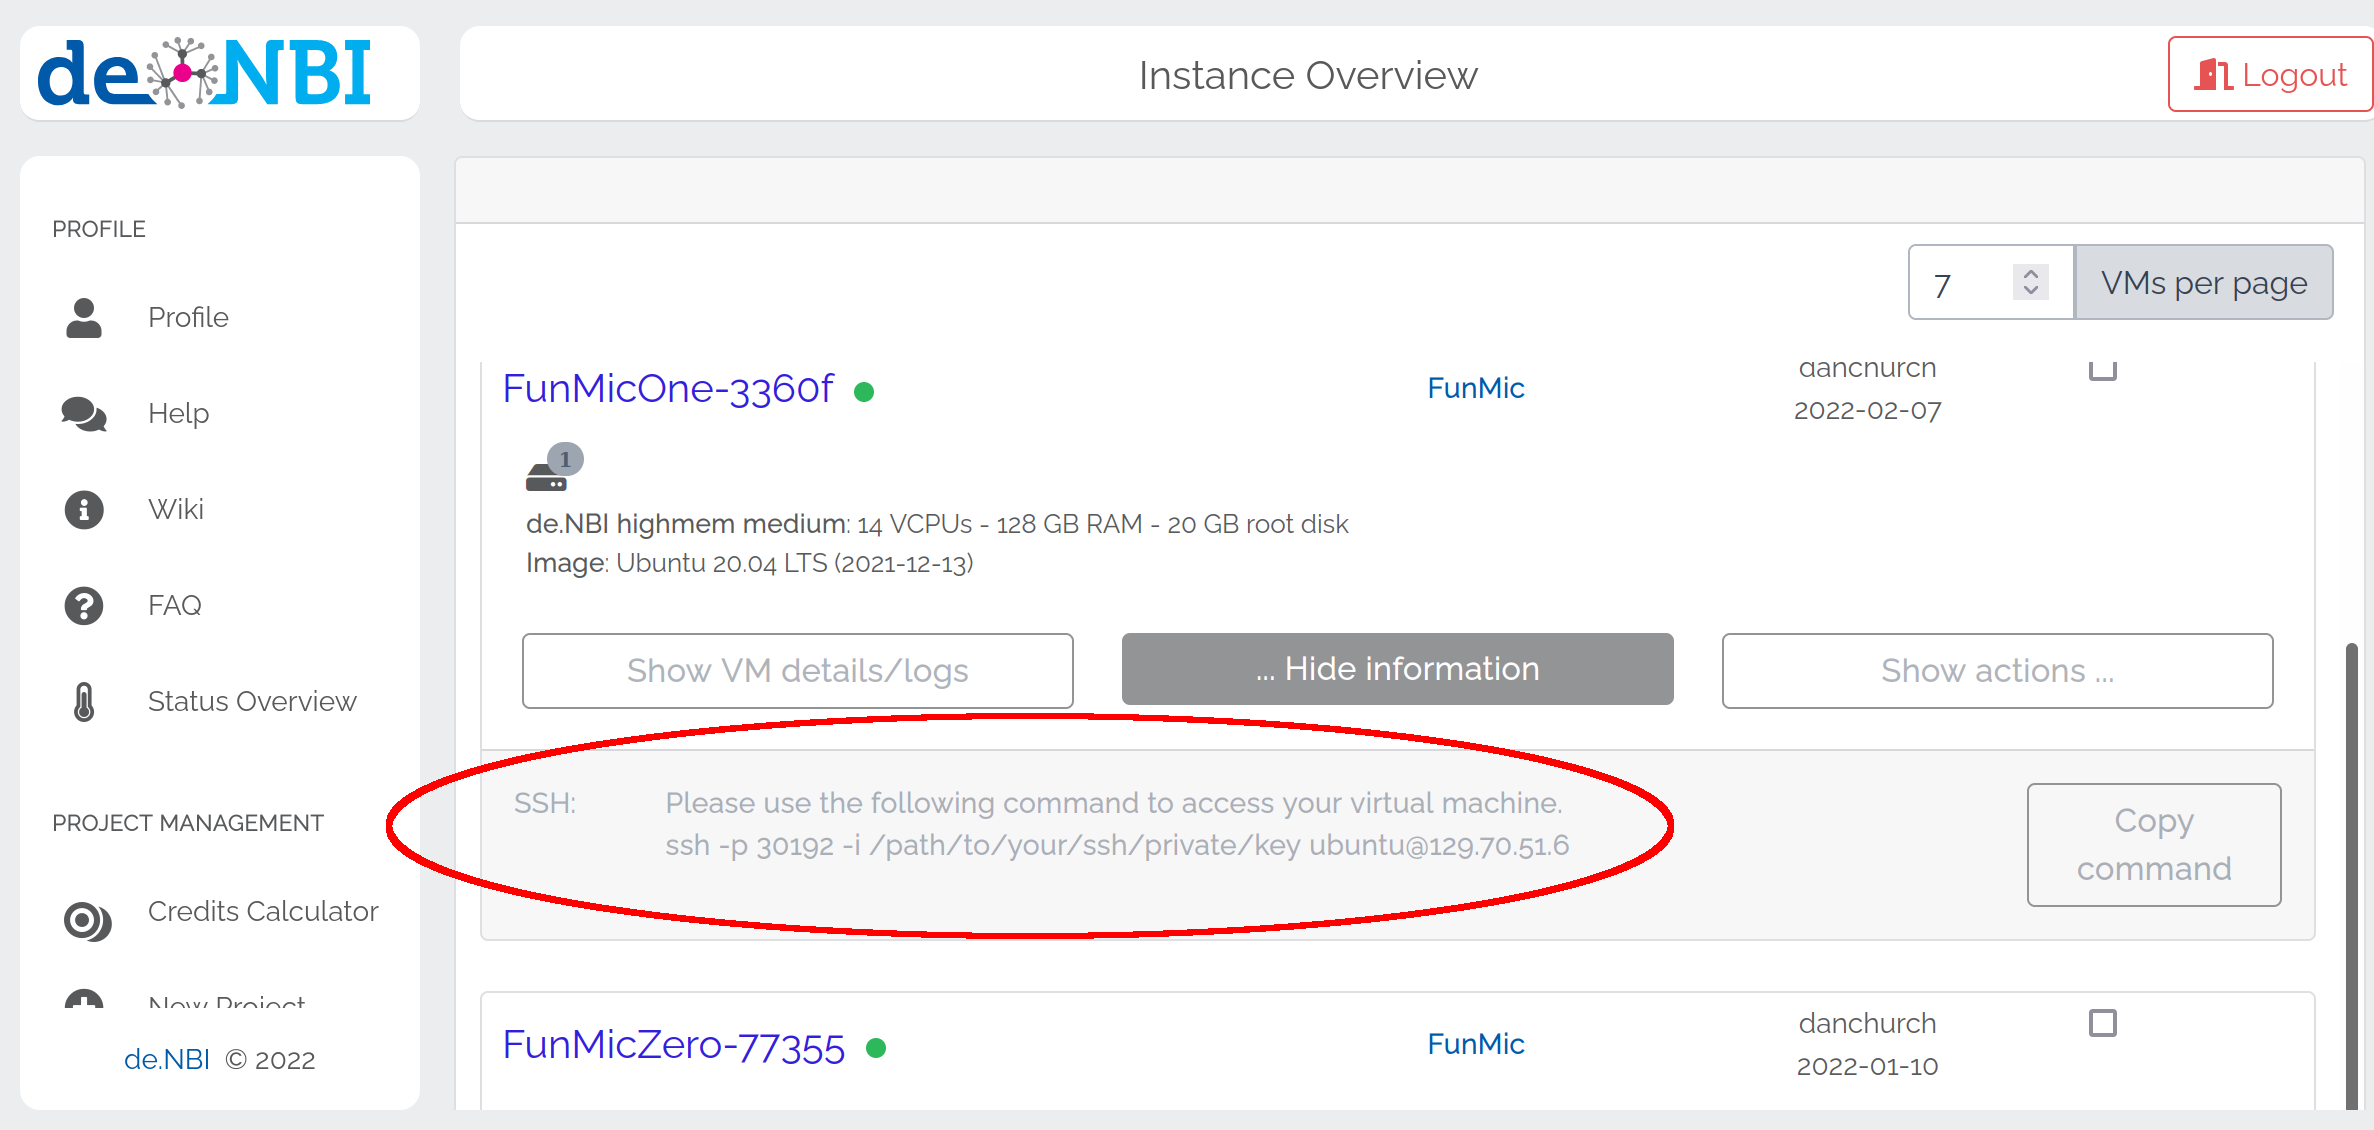 de NBI
Instance Overview
Logout
PROFILE
Profile
Help
Wiki
FAQ
Status Overview
PROJECT MANAGEMENT
Credits Calculator
New Project
de.NBI © 2022
7
VMs per page
FunMicOne-3360f
FunMic
danchurch
2022-02-07
1
de.NBI highmem medium: 14 VCPUs - 128 GB RAM - 20 GB root disk
Image: Ubuntu 20.04 LTS (2021-12-13)
Show VM details/logs
... Hide information
Show actions ...
SSH:
Please use the following command to access your virtual machine.
ssh -p 30192 -i /path/to/your/ssh/private/key ubuntu@129.70.51.6
Copy
command
FunMicZero-77355
FunMic
danchurch
2022-01-10